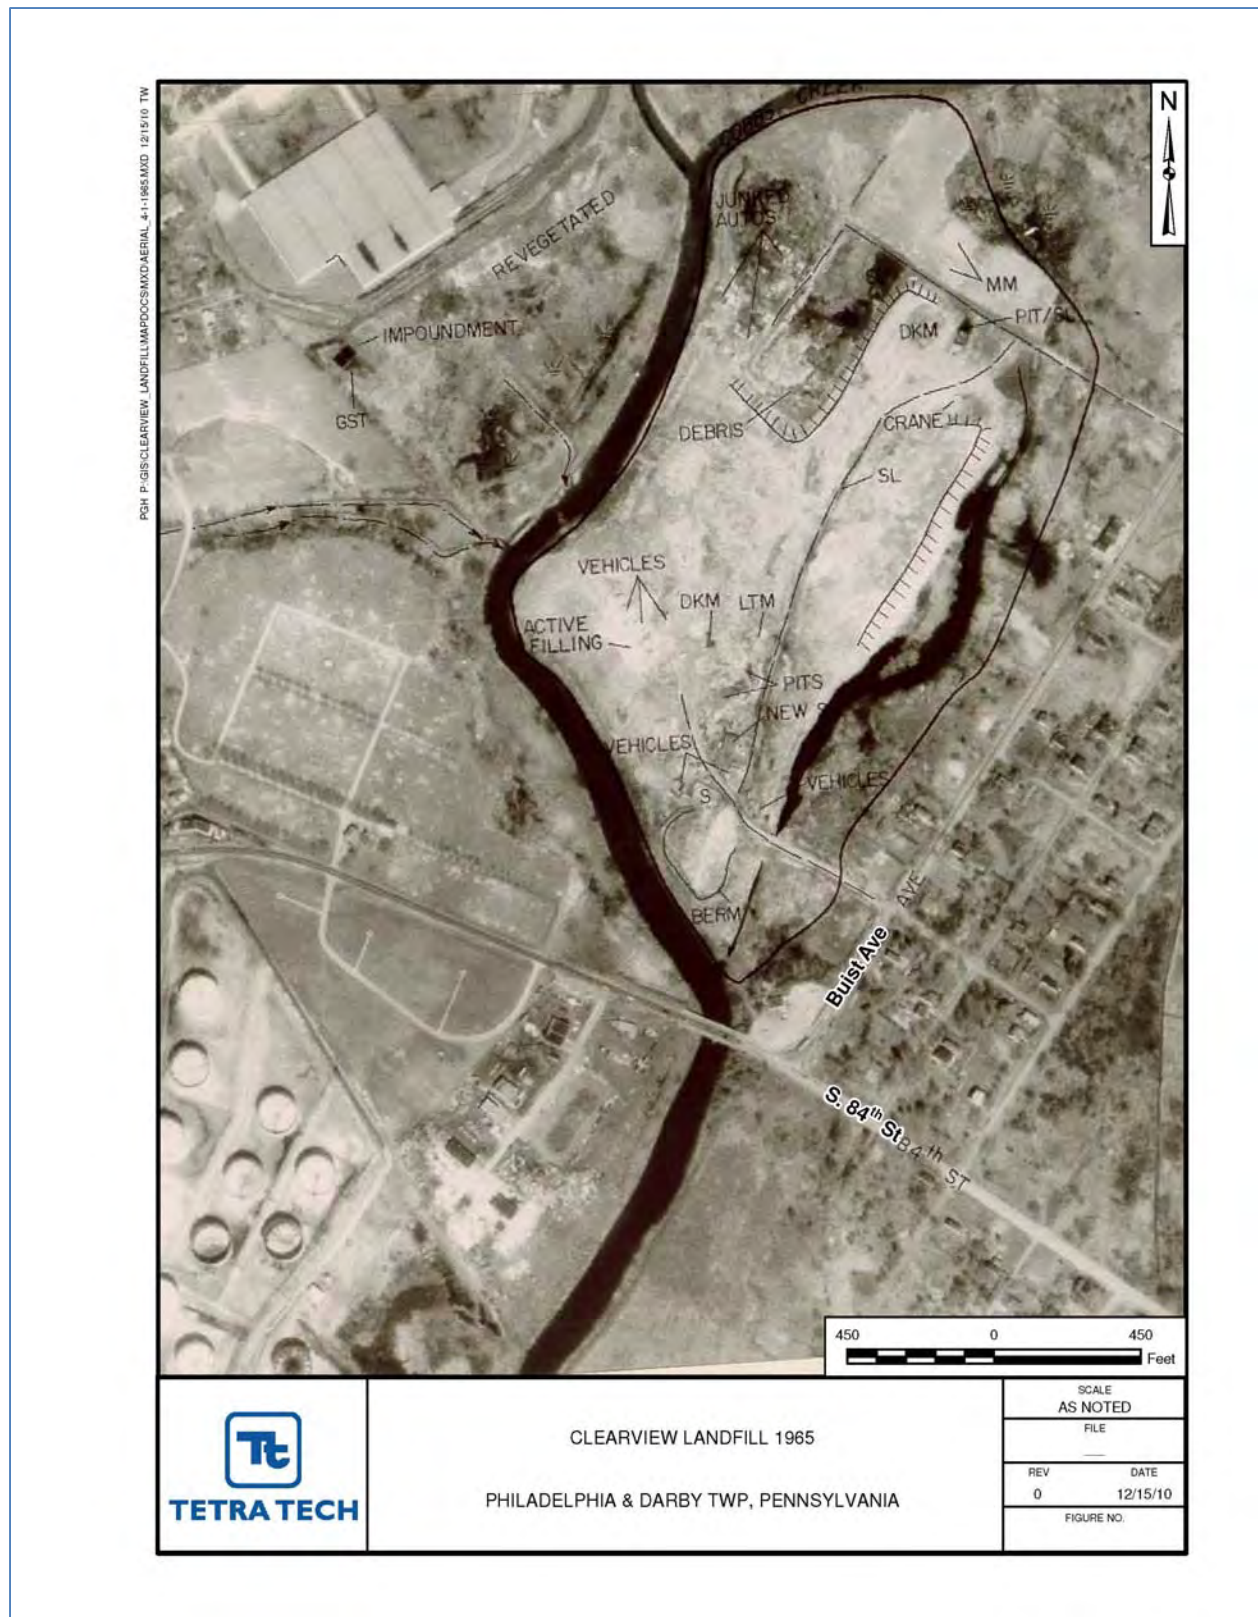 PGH P:\GIS\CLEARVIEW_LANDFILL\MAPDOCS\MXD\AERIAL_4-1-1965.MXD 12/15/10 TW
CREEK
N
JUNKED
AUTOS
REVEGETATED
MM
IMPOUNDMENT
DKM
PIT/SL
GST
DEBRIS
CRANE
SL
VEHICLES
DKM
LTM
ACTIVE
FILLING
PITS
NEW S
VEHICLES
VEHICLES
S
BERM
AVE
Buist Ave
S. 84th St
84th ST
450 0 450
Feet
TETRA TECH
CLEARVIEW LANDFILL 1965
PHILADELPHIA & DARBY TWP, PENNSYLVANIA
SCALE
AS NOTED
FILE
___
REV DATE
0 12/15/10
FIGURE NO.